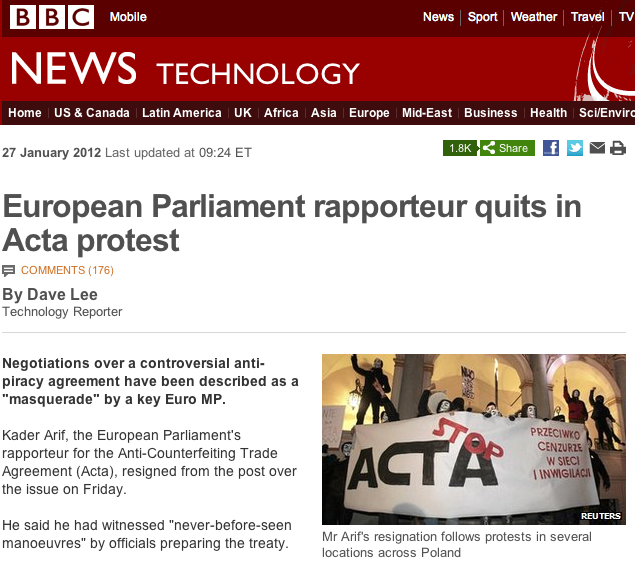 BBC Mobile News Sport Weather Travel TV
NEWS TECHNOLOGY
Home US & Canada Latin America UK Africa Asia Europe Mid-East Business Health Sci/Enviro
27 January 2012 Last updated at 09:24 ET
1.8K Share
European Parliament rapporteur quits in
Acta protest
COMMENTS (176)
By Dave Lee
Technology Reporter
Negotiations over a controversial anti-
piracy agreement have been described as a
"masquerade" by a key Euro MP.
Kader Arif, the European Parliament's
rapporteur for the Anti-Counterfeiting Trade
Agreement (Acta), resigned from the post over
the issue on Friday.
He said he had witnessed "never-before-seen
manoeuvres" by officials preparing the treaty.
STOP
ACTA
PRZECIWKO
CENZURZE
W SIECI
I INWIGILACJI
REUTERS
Mr Arif's resignation follows protests in several
locations across Poland